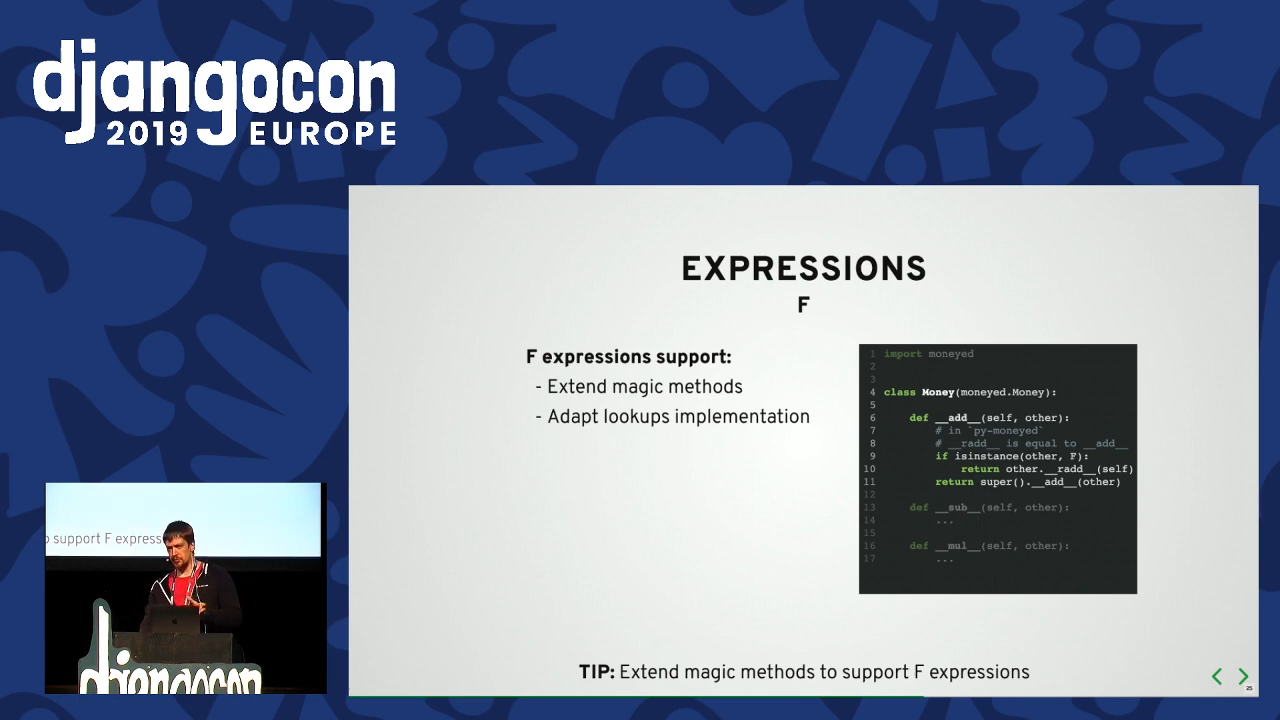 djangocon
2019 EUROPE
EXPRESSIONS
F
F expressions support:
- Extend magic methods
- Adapt lookups implementation
1 import moneyed
2
3
4 class Money(moneyed.Money):
5
6 def __add__(self, other):
7 # in `py-moneyed`
8 # __radd__ is equal to __add__
9 if isinstance(other, F):
10 return other.__radd__(self)
11 return super().__add__(other)
12
13 def __sub__(self, other):
14 ...
15
16 def __mul__(self, other):
17 ...
TIP: Extend magic methods to support F expressions
25
o support F express
djangocon